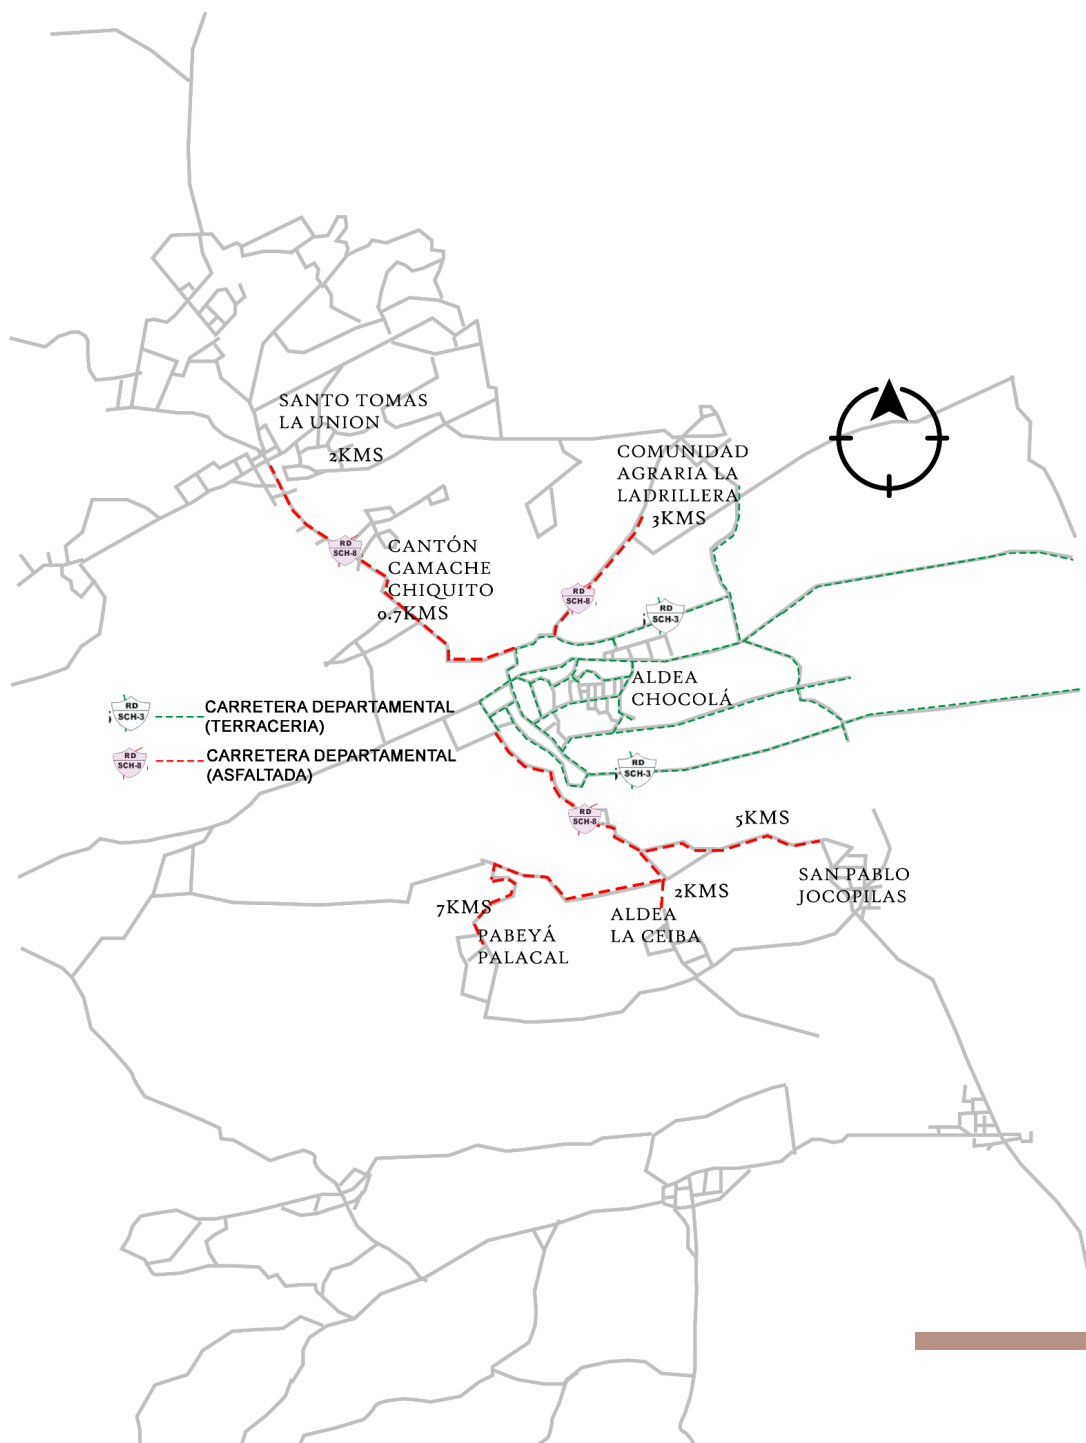 SANTO TOMAS
LA UNION
2KMS
COMUNIDAD
AGRARIA LA
LADRILLERA
3KMS
RD
SCH-8
CANTÓN
CAMACHE
CHIQUITO
0.7KMS
RD
SCH-8
RD
SCH-3
ALDEA
CHOCOLÁ
RD
SCH-3
CARRETERA DEPARTAMENTAL
(TERRACERIA)
RD
SCH-8
CARRETERA DEPARTAMENTAL
(ASFALTADA)
RD
SCH-3
RD
SCH-8
5KMS
SAN PABLO
JOCOPILAS
2KMS
ALDEA
LA CEIBA
7KMS
PABEYÁ
PALACAL